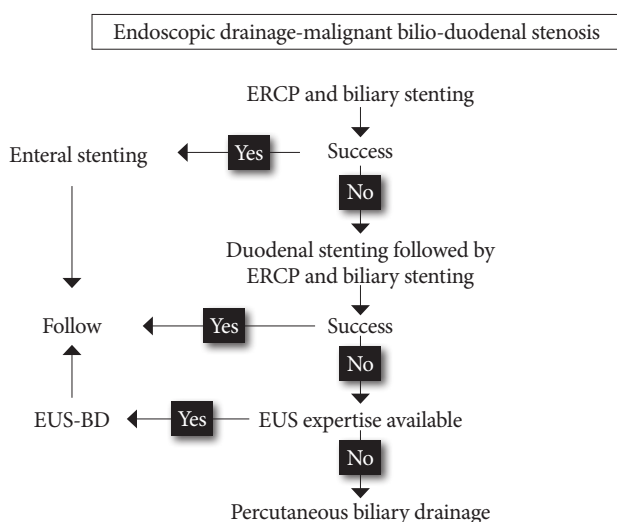 Endoscopic drainage-malignant bilio-duodenal stenosis
ERCP and biliary stenting
Enteral stenting
Yes
Success
No
Duodenal stenting followed by
ERCP and biliary stenting
Follow
Yes
Success
No
EUS-BD
Yes
EUS expertise available
No
Percutaneous biliary drainage